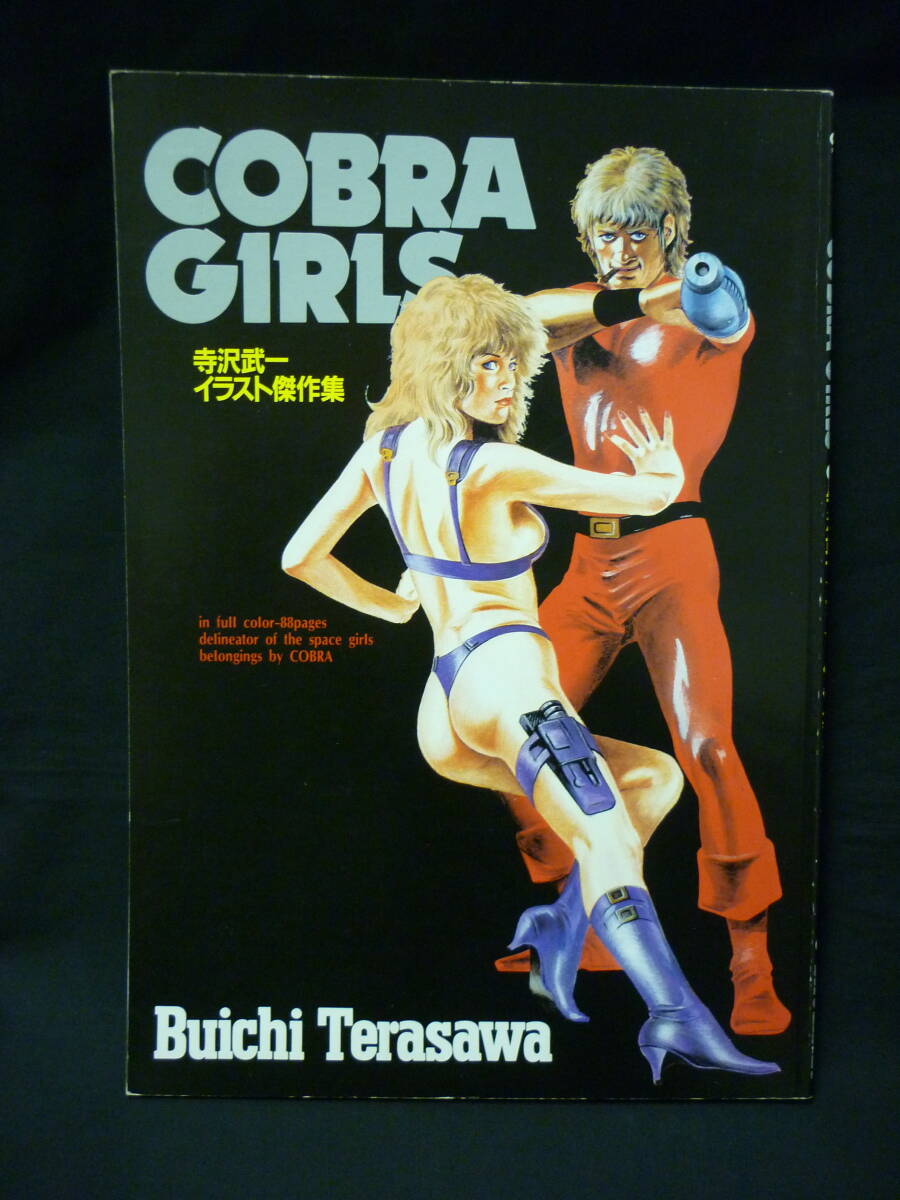 COBRA
GIRLS
寺沢武一
イラスト傑作集
in full color-88pages
delineator of the space girls
belongings by COBRA
Buichi Terasawa